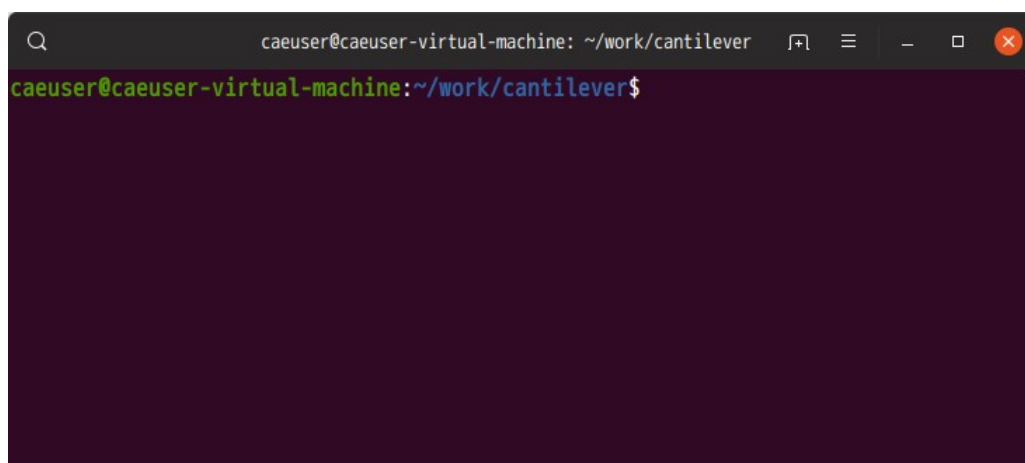 caeuser@caeuser-virtual-machine: ~/work/cantilever
caeuser@caeuser-virtual-machine:~/work/cantilever$